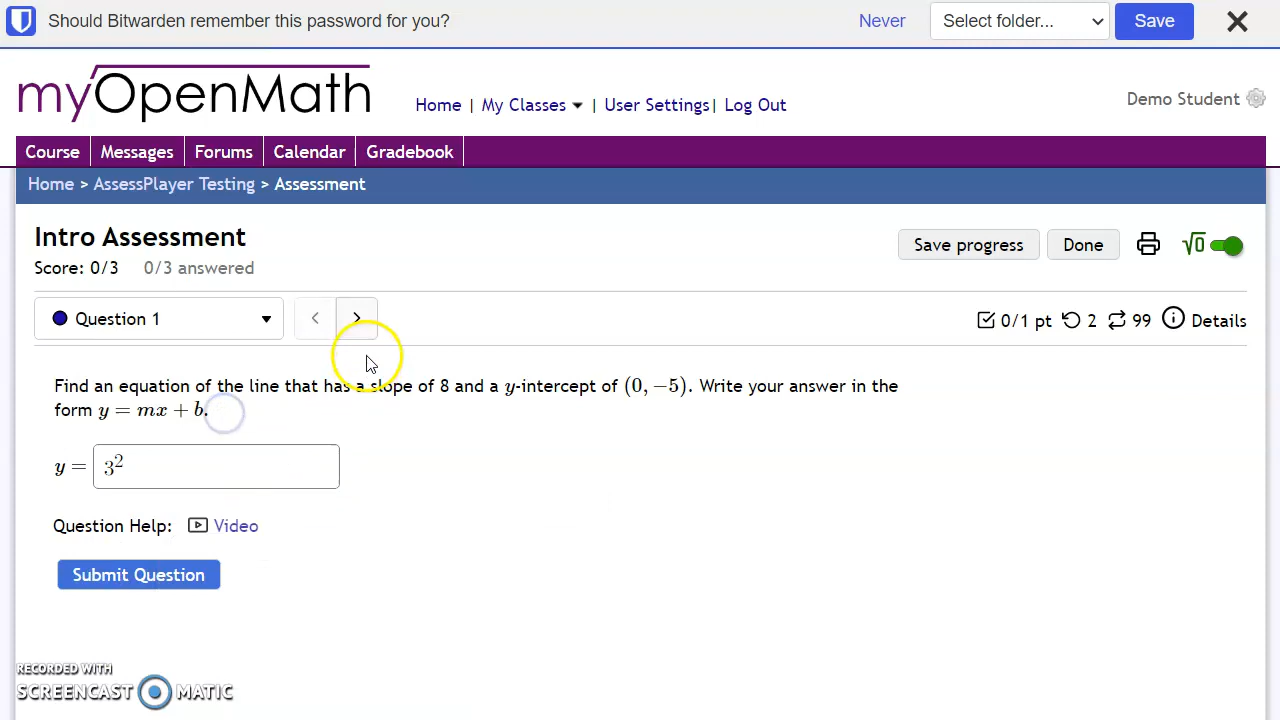 Should Bitwarden remember this password for you? Never Select folder... Save
myOpenMath
Home | My Classes | User Settings | Log Out
Demo Student
Course Messages Forums Calendar Gradebook
Home > AssessPlayer Testing > Assessment
Intro Assessment
Save progress Done √0
Score: 0/3 0/3 answered
Question 1 < > 0/1 pt 2 99 Details
Find an equation of the line that has a slope of 8 and a y-intercept of (0, −5). Write your answer in the
form y = mx + b.
y = 3²
Question Help: Video
Submit Question
RECORDED WITH
SCREENCAST MATIC